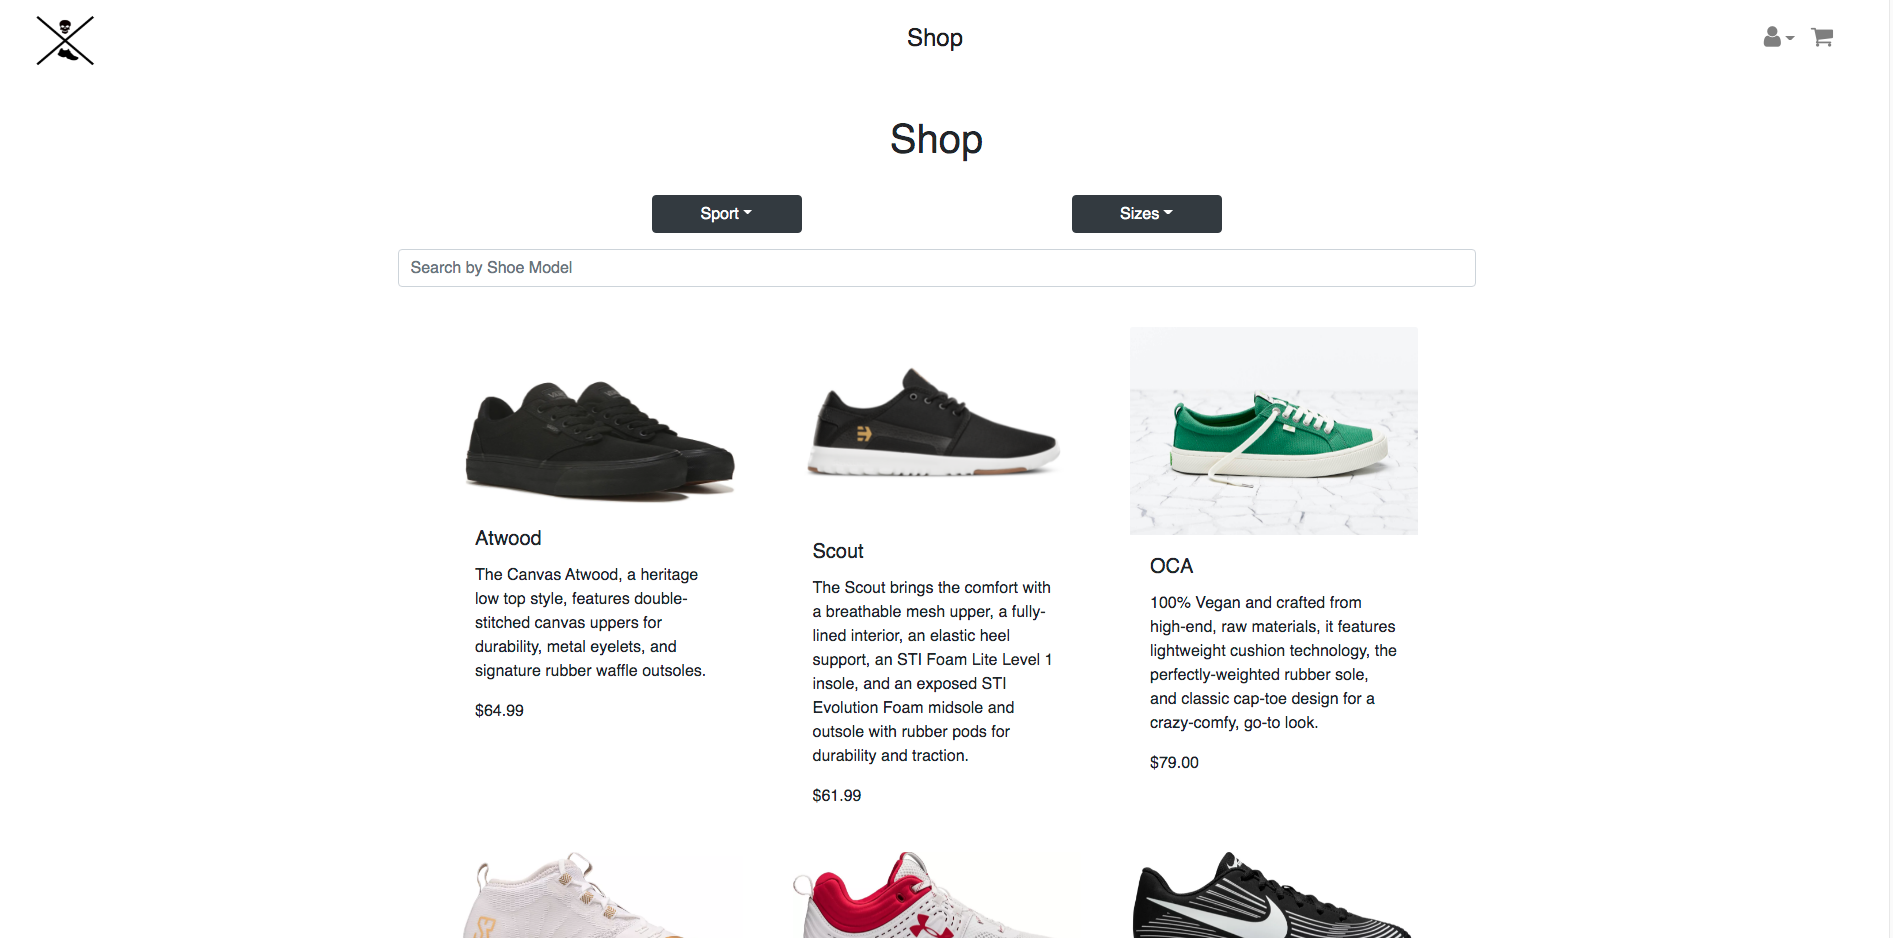 Shop
Shop
Sport
Sizes
Search by Shoe Model
Atwood
The Canvas Atwood, a heritage
low top style, features double-
stitched canvas uppers for
durability, metal eyelets, and
signature rubber waffle outsoles.
$64.99
Scout
The Scout brings the comfort with
a breathable mesh upper, a fully-
lined interior, an elastic heel
support, an STI Foam Lite Level 1
insole, and an exposed STI
Evolution Foam midsole and
outsole with rubber pods for
durability and traction.
$61.99
OCA
100% Vegan and crafted from
high-end, raw materials, it features
lightweight cushion technology, the
perfectly-weighted rubber sole,
and classic cap-toe design for a
crazy-comfy, go-to look.
$79.00